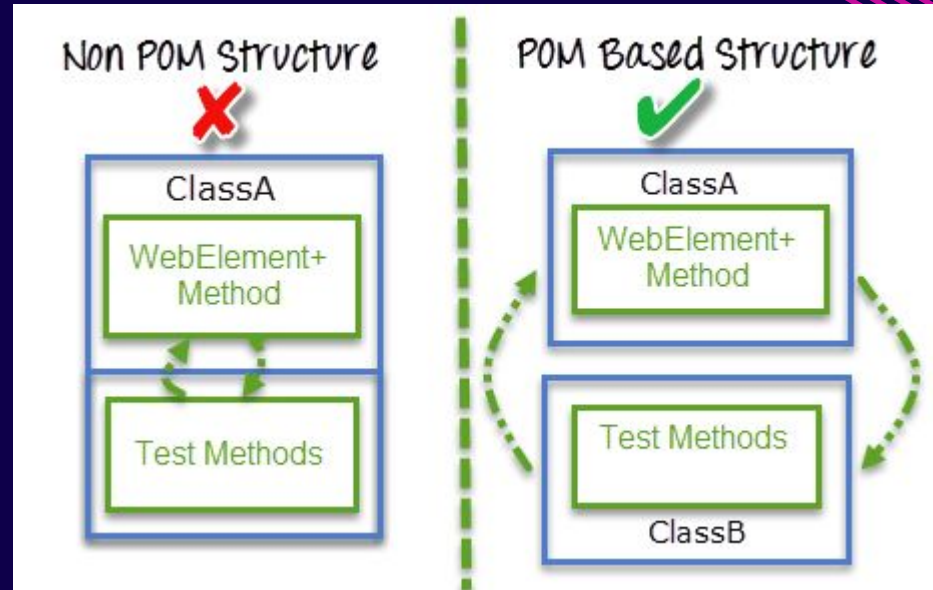 Non POM Structure
ClassA
WebElement+
Method
Test Methods
POM Based Structure
ClassA
WebElement+
Method
Test Methods
ClassB